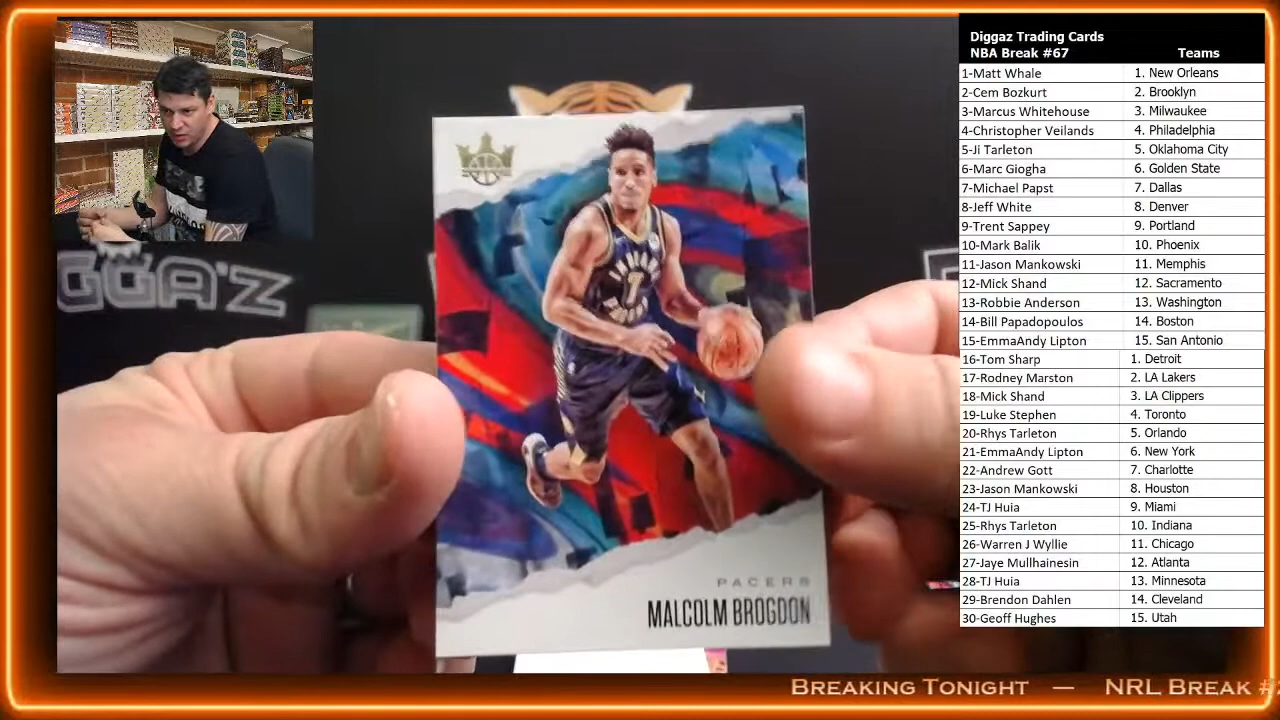 Diggaz Trading Cards
NBA Break #67 Teams
1-Matt Whale 1. New Orleans
2-Cem Bozkurt 2. Brooklyn
3-Marcus Whitehouse 3. Milwaukee
4-Christopher Veilands 4. Philadelphia
5-Ji Tarleton 5. Oklahoma City
6-Marc Giogha 6. Golden State
7-Michael Papst 7. Dallas
8-Jeff White 8. Denver
9-Trent Sappey 9. Portland
10-Mark Balik 10. Phoenix
11-Jason Mankowski 11. Memphis
12-Mick Shand 12. Sacramento
13-Robbie Anderson 13. Washington
14-Bill Papadopoulos 14. Boston
15-EmmaAndy Lipton 15. San Antonio
16-Tom Sharp 1. Detroit
17-Rodney Marston 2. LA Lakers
18-Mick Shand 3. LA Clippers
19-Luke Stephen 4. Toronto
20-Rhys Tarleton 5. Orlando
21-EmmaAndy Lipton 6. New York
22-Andrew Gott 7. Charlotte
23-Jason Mankowski 8. Houston
24-TJ Huia 9. Miami
25-Rhys Tarleton 10. Indiana
26-Warren J Wyllie 11. Chicago
27-Jaye Mullhainesin 12. Atlanta
28-TJ Huia 13. Minnesota
29-Brendon Dahlen 14. Cleveland
30-Geoff Hughes 15. Utah
GGAZ'Z
PACERS
MALCOLM BROGDON
BREAKING TONIGHT — NRL BREAK